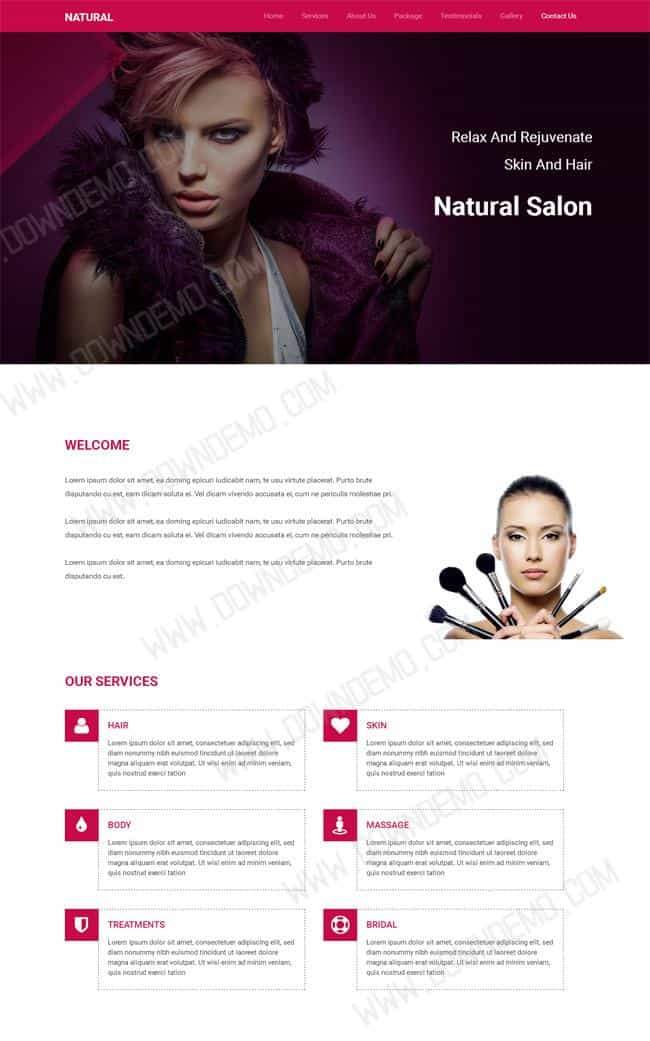 NATURAL
Home Services About Us Package Testimonials Gallery Contact Us
Relax And Rejuvenate
Skin And Hair
Natural Salon
WELCOME
Lorem ipsum dolor sit amet, ea doming epicuri iudicabit nam, te usu virtute placerat. Purto brute
disputando cu est, eam dicam soluta ei. Vel dicam vivendo accusata ei, cum ne periculis molestiae pri.
Lorem ipsum dolor sit amet, ea doming epicuri iudicabit nam, te usu virtute placerat. Purto brute
disputando cu est, eam dicam soluta ei. Vel dicam vivendo accusata ei, cum ne periculis molestiae pri.
Lorem ipsum dolor sit amet, ea doming epicuri iudicabit nam, te usu virtute placerat. Purto brute
disputando cu est.
OUR SERVICES
HAIR
Lorem ipsum dolor sit amet, consectetuer adipiscing elit, sed
diam nonummy nibh euismod tincidunt ut laoreet dolore
magna aliquam erat volutpat. Ut wisi enim ad minim veniam,
quis nostrud exerci tation
SKIN
Lorem ipsum dolor sit amet, consectetuer adipiscing elit, sed
diam nonummy nibh euismod tincidunt ut laoreet dolore
magna aliquam erat volutpat. Ut wisi enim ad minim veniam,
quis nostrud exerci tation
BODY
Lorem ipsum dolor sit amet, consectetuer adipiscing elit, sed
diam nonummy nibh euismod tincidunt ut laoreet dolore
magna aliquam erat volutpat. Ut wisi enim ad minim veniam,
quis nostrud exerci tation
MASSAGE
Lorem ipsum dolor sit amet, consectetuer adipiscing elit, sed
diam nonummy nibh euismod tincidunt ut laoreet dolore
magna aliquam erat volutpat. Ut wisi enim ad minim veniam,
quis nostrud exerci tation
TREATMENTS
Lorem ipsum dolor sit amet, consectetuer adipiscing elit, sed
diam nonummy nibh euismod tincidunt ut laoreet dolore
magna aliquam erat volutpat. Ut wisi enim ad minim veniam,
quis nostrud exerci tation
BRIDAL
Lorem ipsum dolor sit amet, consectetuer adipiscing elit, sed
diam nonummy nibh euismod tincidunt ut laoreet dolore
magna aliquam erat volutpat. Ut wisi enim ad minim veniam,
quis nostrud exerci tation
.DOWNDEMO.COM
WWW.DOWNDEMO.COM
WWW.DOWNDEMO.COM
WWW.DOWNDEMO.COM
WWW.DOWNDEMO.COM
WWW.DOWNDEMO.COM
WWW.DOWNDEMO.COM
WWW.DOWNDEMO.COM